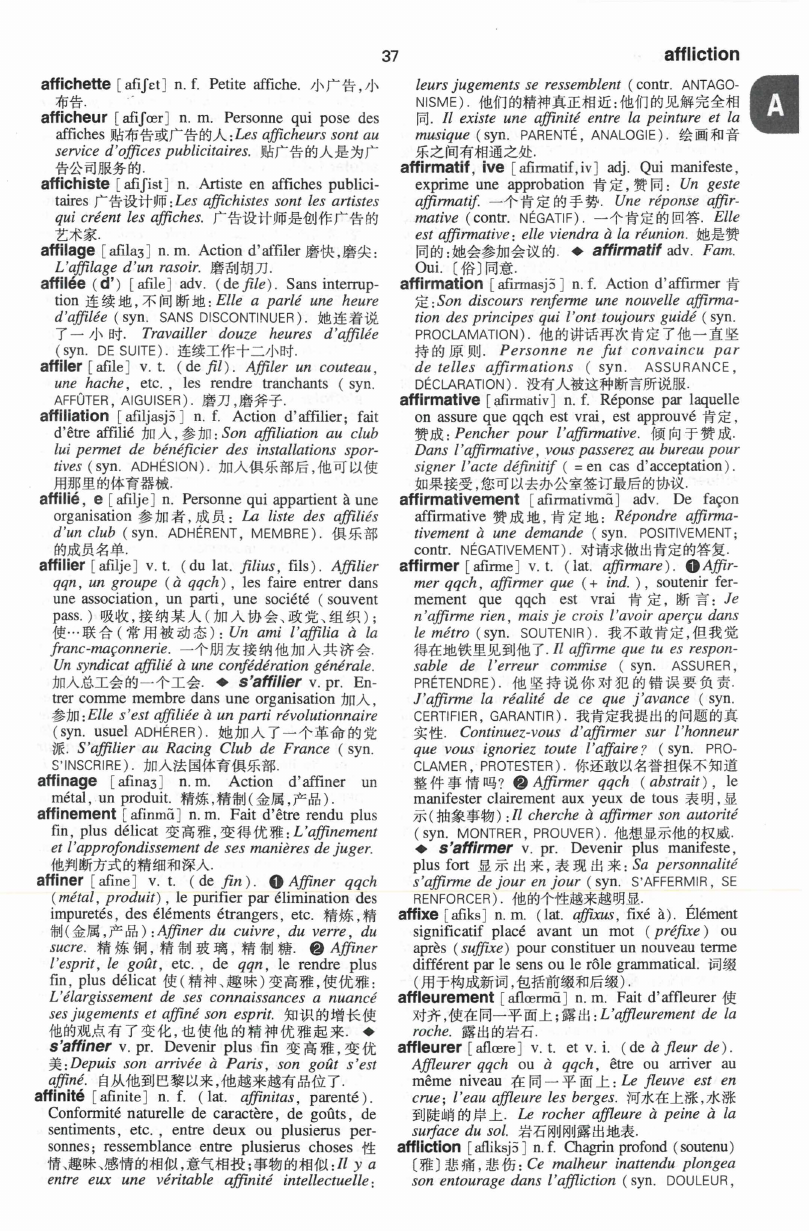 37
affliction
A
affichette [afiʃɛt] n. f. Petite affiche. 小广告,小
布告.
afficheur [afiʃœr] n. m. Personne qui pose des
affiches 贴布告或广告的人:Les afficheurs sont au
service d'offices publicitaires. 贴广告的人是为广
告公司服务的.
affichiste [afiʃist] n. Artiste en affiches publici-
taires 广告设计师:Les affichistes sont les artistes
qui créent les affiches. 广告设计师是创作广告的
艺术家.
affilage [afilaʒ] n. m. Action d'affiler 磨快,磨尖:
L'affilage d'un rasoir. 磨刮胡刀.
affilée (d') [afile] adv. (de file). Sans interrup-
tion 连续地,不间断地:Elle a parlé une heure
d'affilée (syn. SANS DISCONTINUER). 她连着说
了一小时. Travailler douze heures d'affilée
(syn. DE SUITE). 连续工作十二小时.
affiler [afile] v. t. (de fil). Affiler un couteau,
une hache, etc., les rendre tranchants (syn.
AFFÛTER, AIGUISER). 磨刀,磨斧子.
affiliation [afiljasjɔ̃] n. f. Action d'affilier; fait
d'être affilié 加入,参加:Son affiliation au club
lui permet de bénéficier des installations spor-
tives (syn. ADHÉSION). 加入俱乐部后,他可以使
用那里的体育器械.
affilié, e [afilje] n. Personne qui appartient à une
organisation 参加者,成员: La liste des affiliés
d'un club (syn. ADHÉRENT, MEMBRE). 俱乐部
的成员名单.
affilier [afilje] v. t. (du lat. filius, fils). Affilier
qqn, un groupe (à qqch), les faire entrer dans
une association, un parti, une société (souvent
pass.) 吸收,接纳某人(加入协会、政党、组织);
使…联合(常用被动态): Un ami l'affilia à la
franc-maçonnerie. 一个朋友接纳他加入共济会.
Un syndicat affilié à une confédération générale.
加入总工会的一个工会. ◆ s'affilier v. pr. En-
trer comme membre dans une organisation 加入,
参加:Elle s'est affiliée à un parti révolutionnaire
(syn. usuel ADHÉRER). 她加入了一个革命的党
派. S'affilier au Racing Club de France (syn.
S'INSCRIRE). 加入法国体育俱乐部.
affinage [afinaʒ] n. m. Action d'affiner un
métal, un produit. 精炼,精制(金属,产品).
affinement [afinmɑ̃] n. m. Fait d'être rendu plus
fin, plus délicat 变高雅,变得优雅: L'affinement
et l'approfondissement de ses manières de juger.
他判断方式的精细和深入.
affiner [afine] v. t. (de fin). ❶ Affiner qqch
(métal, produit), le purifier par élimination des
impuretés, des éléments étrangers, etc. 精炼,精
制(金属,产品):Affiner du cuivre, du verre, du
sucre. 精炼铜,精制玻璃,精制糖. ❷ Affiner
l'esprit, le goût, etc., de qqn, le rendre plus
fin, plus délicat 使(精神、趣味)变高雅,使优雅:
L'élargissement de ses connaissances a nuancé
ses jugements et affiné son esprit. 知识的增长使
他的观点有了变化,也使他的精神优雅起来. ◆
s'affiner v. pr. Devenir plus fin 变高雅,变优
美:Depuis son arrivée à Paris, son goût s'est
affiné. 自从他到巴黎以来,他越来越有品位了.
affinité [afinite] n. f. (lat. affinitas, parenté).
Conformité naturelle de caractère, de goûts, de
sentiments, etc., entre deux ou plusierus per-
sonnes; ressemblance entre plusierus choses 性
情、趣味、感情的相似,意气相投;事物的相似:Il y a
entre eux une véritable affinité intellectuelle:
leurs jugements se ressemblent (contr. ANTAGO-
NISME). 他们的精神真正相近:他们的见解完全相
同. Il existe une affinité entre la peinture et la
musique (syn. PARENTÉ, ANALOGIE). 绘画和音
乐之间有相通之处.
affirmatif, ive [afirmatif,iv] adj. Qui manifeste,
exprime une approbation 肯定,赞同: Un geste
affirmatif. 一个肯定的手势. Une réponse affir-
mative (contr. NÉGATIF). 一个肯定的回答. Elle
est affirmative: elle viendra à la réunion. 她是赞
同的:她会参加会议的. ◆ affirmatif adv. Fam.
Oui. [俗]同意.
affirmation [afirmasjɔ̃] n. f. Action d'affirmer 肯
定:Son discours renferme une nouvelle affirma-
tion des principes qui l'ont toujours guidé (syn.
PROCLAMATION). 他的讲话再次肯定了他一直坚
持的原则. Personne ne fut convaincu par
de telles affirmations (syn. ASSURANCE,
DÉCLARATION). 没有人被这种断言所说服.
affirmative [afirmativ] n. f. Réponse par laquelle
on assure que qqch est vrai, est approuvé 肯定,
赞成: Pencher pour l'affirmative. 倾向于赞成.
Dans l'affirmative, vous passerez au bureau pour
signer l'acte définitif (=en cas d'acceptation).
如果接受,您可以去办公室签订最后的协议.
affirmativement [afirmativmɑ̃] adv. De façon
affirmative 赞成地,肯定地: Répondre affirma-
tivement à une demande (syn. POSITIVEMENT;
contr. NÉGATIVEMENT). 对请求做出肯定的答复.
affirmer [afirme] v. t. (lat. affirmare). ❶ Affir-
mer qqch, affirmer que (+ ind.), soutenir fer-
mement que qqch est vrai 肯定,断言: Je
n'affirme rien, mais je crois l'avoir aperçu dans
le métro (syn. SOUTENIR). 我不敢肯定,但我觉
得在地铁里见到他了. Il affirme que tu es respon-
sable de l'erreur commise (syn. ASSURER,
PRÉTENDRE). 他坚持说你对犯的错误要负责.
J'affirme la réalité de ce que j'avance (syn.
CERTIFIER, GARANTIR). 我肯定我提出的问题的真
实性. Continuez-vous d'affirmer sur l'honneur
que vous ignoriez toute l'affaire? (syn. PRO-
CLAMER, PROTESTER). 你还敢以名誉担保不知道
整件事情吗? ❷ Affirmer qqch (abstrait), le
manifester clairement aux yeux de tous 表明,显
示(抽象事物):Il cherche à affirmer son autorité
(syn. MONTRER, PROUVER). 他想显示他的权威.
◆ s'affirmer v. pr. Devenir plus manifeste,
plus fort 显示出来,表现出来: Sa personnalité
s'affirme de jour en jour (syn. S'AFFERMIR, SE
RENFORCER). 他的个性越来越明显.
affixe [afiks] n. m. (lat. affixus, fixé à). Élément
significatif placé avant un mot (préfixe) ou
après (suffixe) pour constituer un nouveau terme
différent par le sens ou le rôle grammatical. 词缀
(用于构成新词,包括前缀和后缀).
affleurement [aflœrmɑ̃] n. m. Fait d'affleurer 使
对齐,使在同一平面上;露出:L'affleurement de la
roche. 露出的岩石.
affleurer [aflœre] v. t. et v. i. (de à fleur de).
Affleurer qqch ou à qqch, être ou arriver au
même niveau 在同一平面上: Le fleuve est en
crue; l'eau affleure les berges. 河水在上涨,水涨
到陡峭的岸上. Le rocher affleure à peine à la
surface du sol. 岩石刚刚露出地表.
affliction [afliksjɔ̃] n. f. Chagrin profond (soutenu)
[雅]悲痛,悲伤: Ce malheur inattendu plongea
son entourage dans l'affliction (syn. DOULEUR,